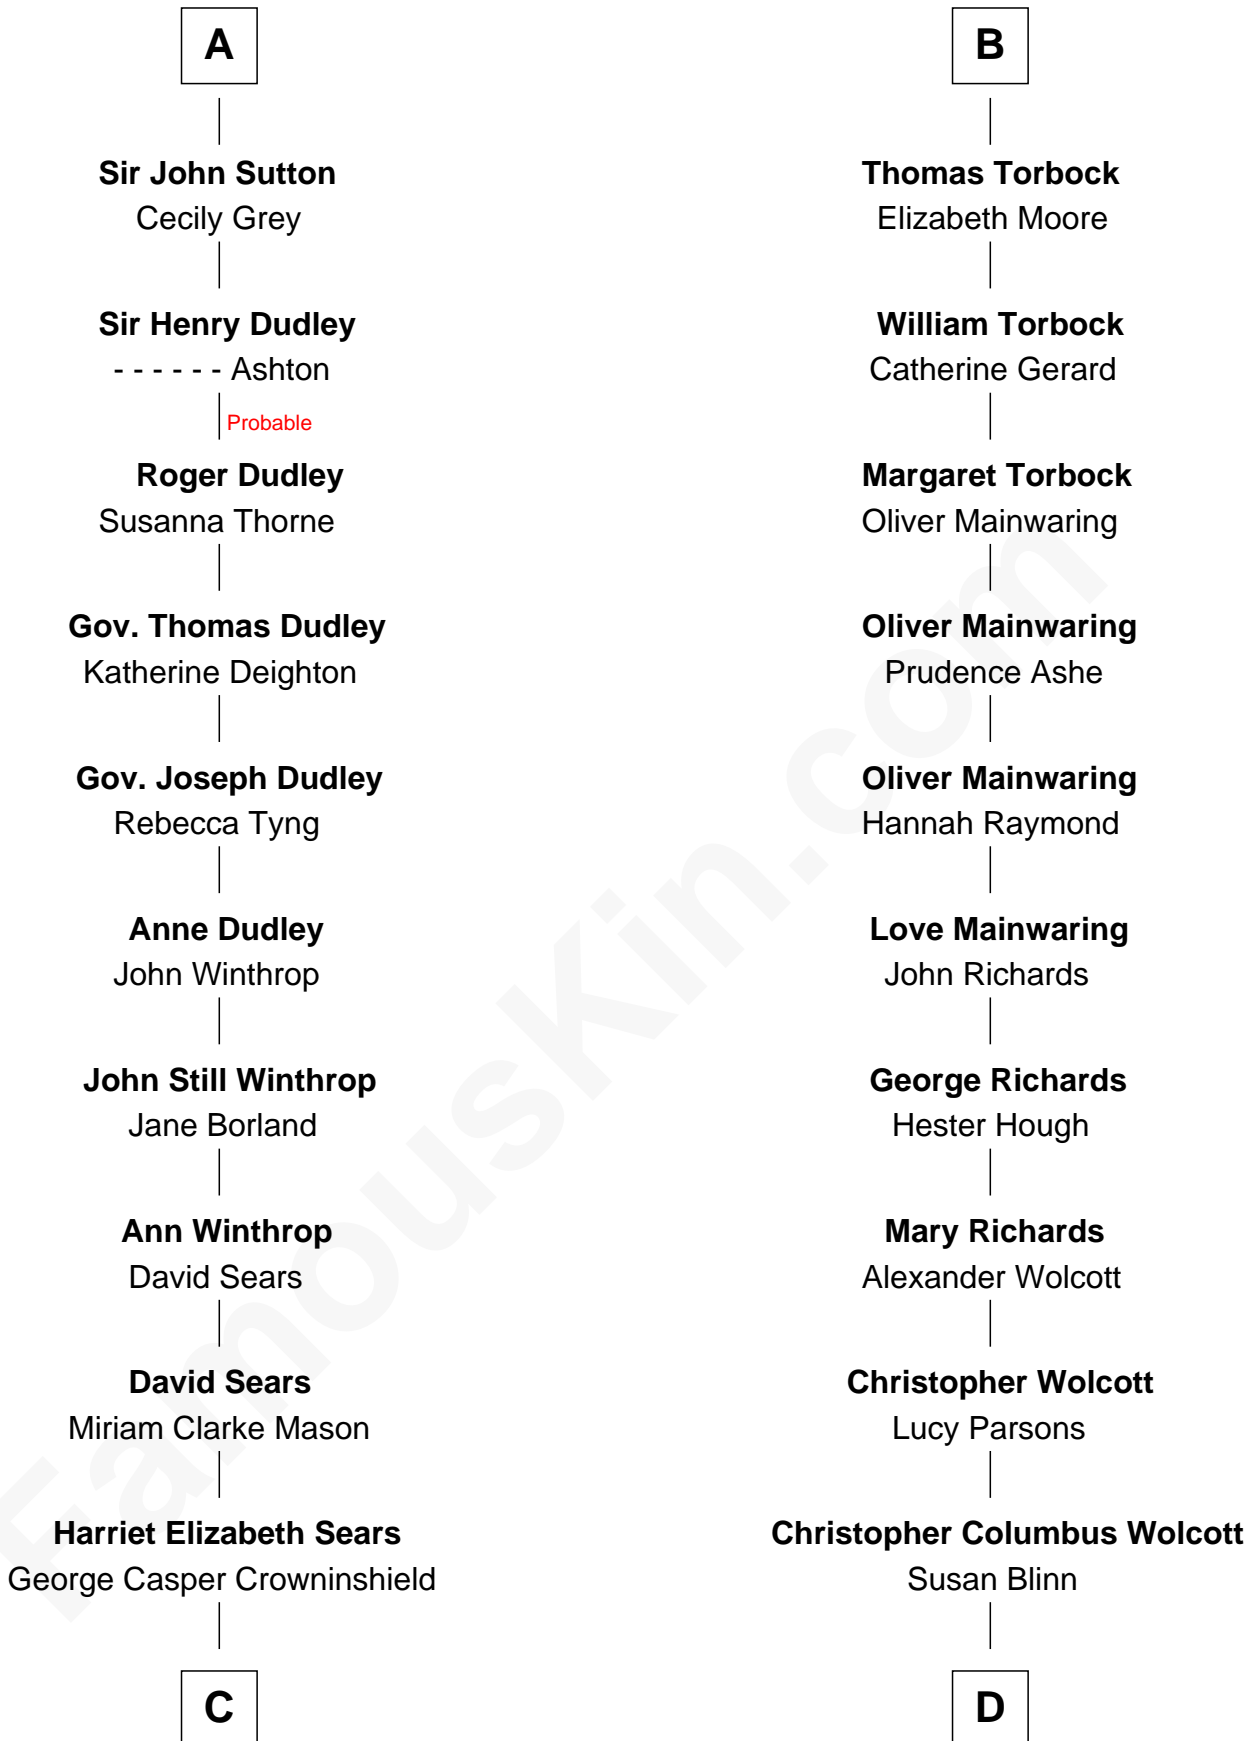 A
Sir John Sutton
Cecily Grey
Sir Henry Dudley
- - - - - - Ashton
Probable
Roger Dudley
Susanna Thorne
Gov. Thomas Dudley
Katherine Deighton
Gov. Joseph Dudley
Rebecca Tyng
Anne Dudley
John Winthrop
John Still Winthrop
Jane Borland
Ann Winthrop
David Sears
David Sears
Miriam Clarke Mason
Harriet Elizabeth Sears
George Casper Crowninshield
C
B
Thomas Torbock
Elizabeth Moore
William Torbock
Catherine Gerard
Margaret Torbock
Oliver Mainwaring
Oliver Mainwaring
Prudence Ashe
Oliver Mainwaring
Hannah Raymond
Love Mainwaring
John Richards
George Richards
Hester Hough
Mary Richards
Alexander Wolcott
Christopher Wolcott
Lucy Parsons
Christopher Columbus Wolcott
Susan Blinn
D
FamousKin.com